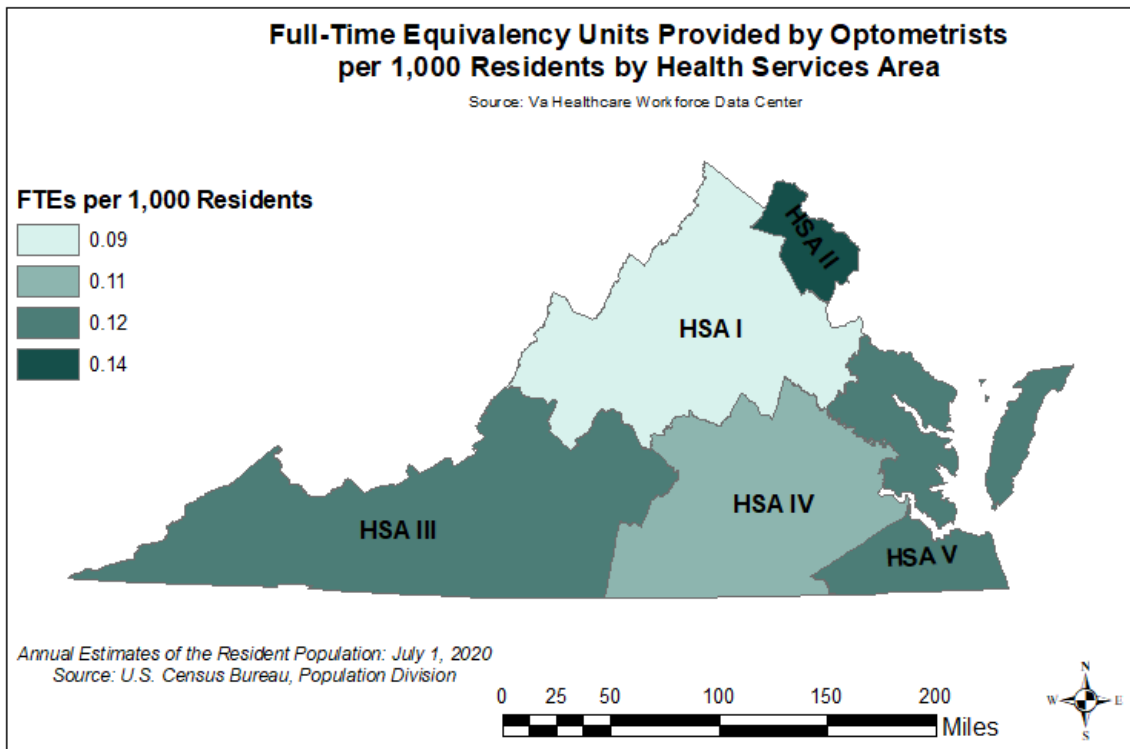 Full-Time Equivalency Units Provided by Optometrists
per 1,000 Residents by Health Services Area
Source: Va Healthcare Workforce Data Center
FTEs per 1,000 Residents
0.09
0.11
0.12
0.14
HSA II
HSA I
HSA IV
HSA III
HSA V
Annual Estimates of the Resident Population: July 1, 2020
Source: U.S. Census Bureau, Population Division
0 25 50 100 150 200
Miles
N
W E
S